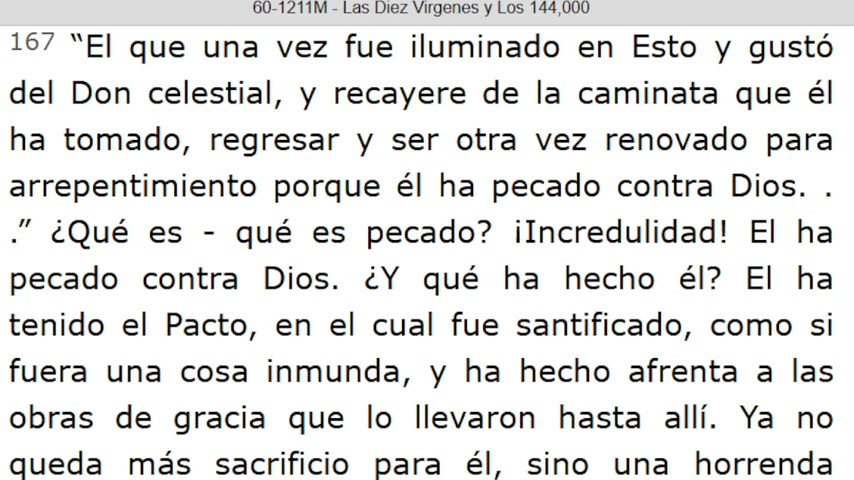 60-1211M - Las Diez Virgenes y Los 144,000
167 “El que una vez fue iluminado en Esto y gustó
del Don celestial, y recayere de la caminata que él
ha tomado, regresar y ser otra vez renovado para
arrepentimiento porque él ha pecado contra Dios. .
.” ¿Qué es - qué es pecado? ¡Incredulidad! El ha
pecado contra Dios. ¿Y qué ha hecho él? El ha
tenido el Pacto, en el cual fue santificado, como si
fuera una cosa inmunda, y ha hecho afrenta a las
obras de gracia que lo llevaron hasta allí. Ya no
queda más sacrificio para él, sino una horrenda